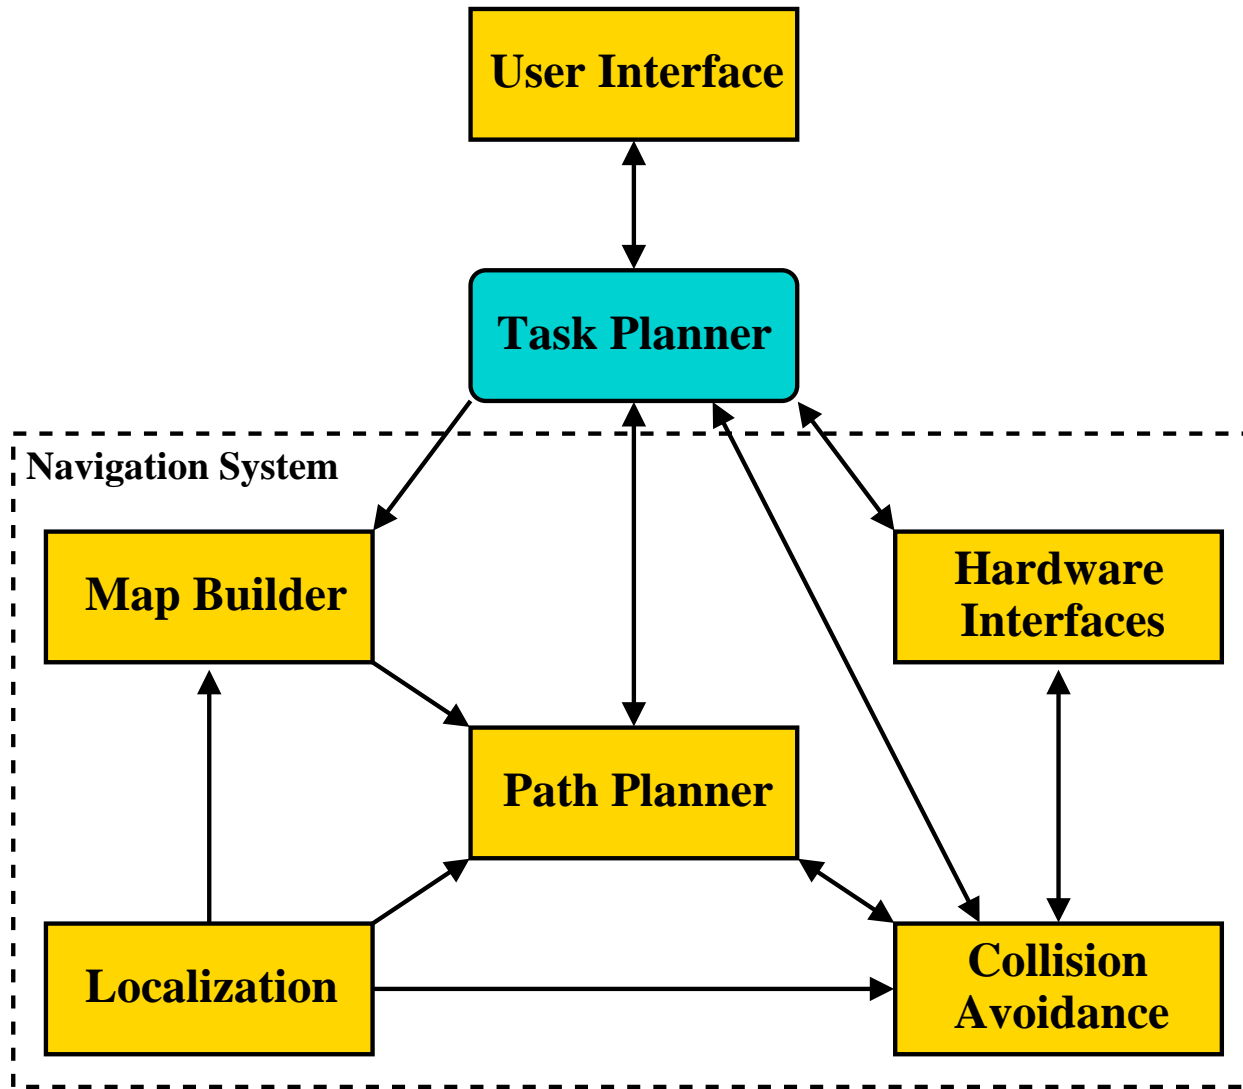 User Interface
Task Planner
Navigation System
Map Builder
Hardware
Interfaces
Path Planner
Localization
Collision
Avoidance